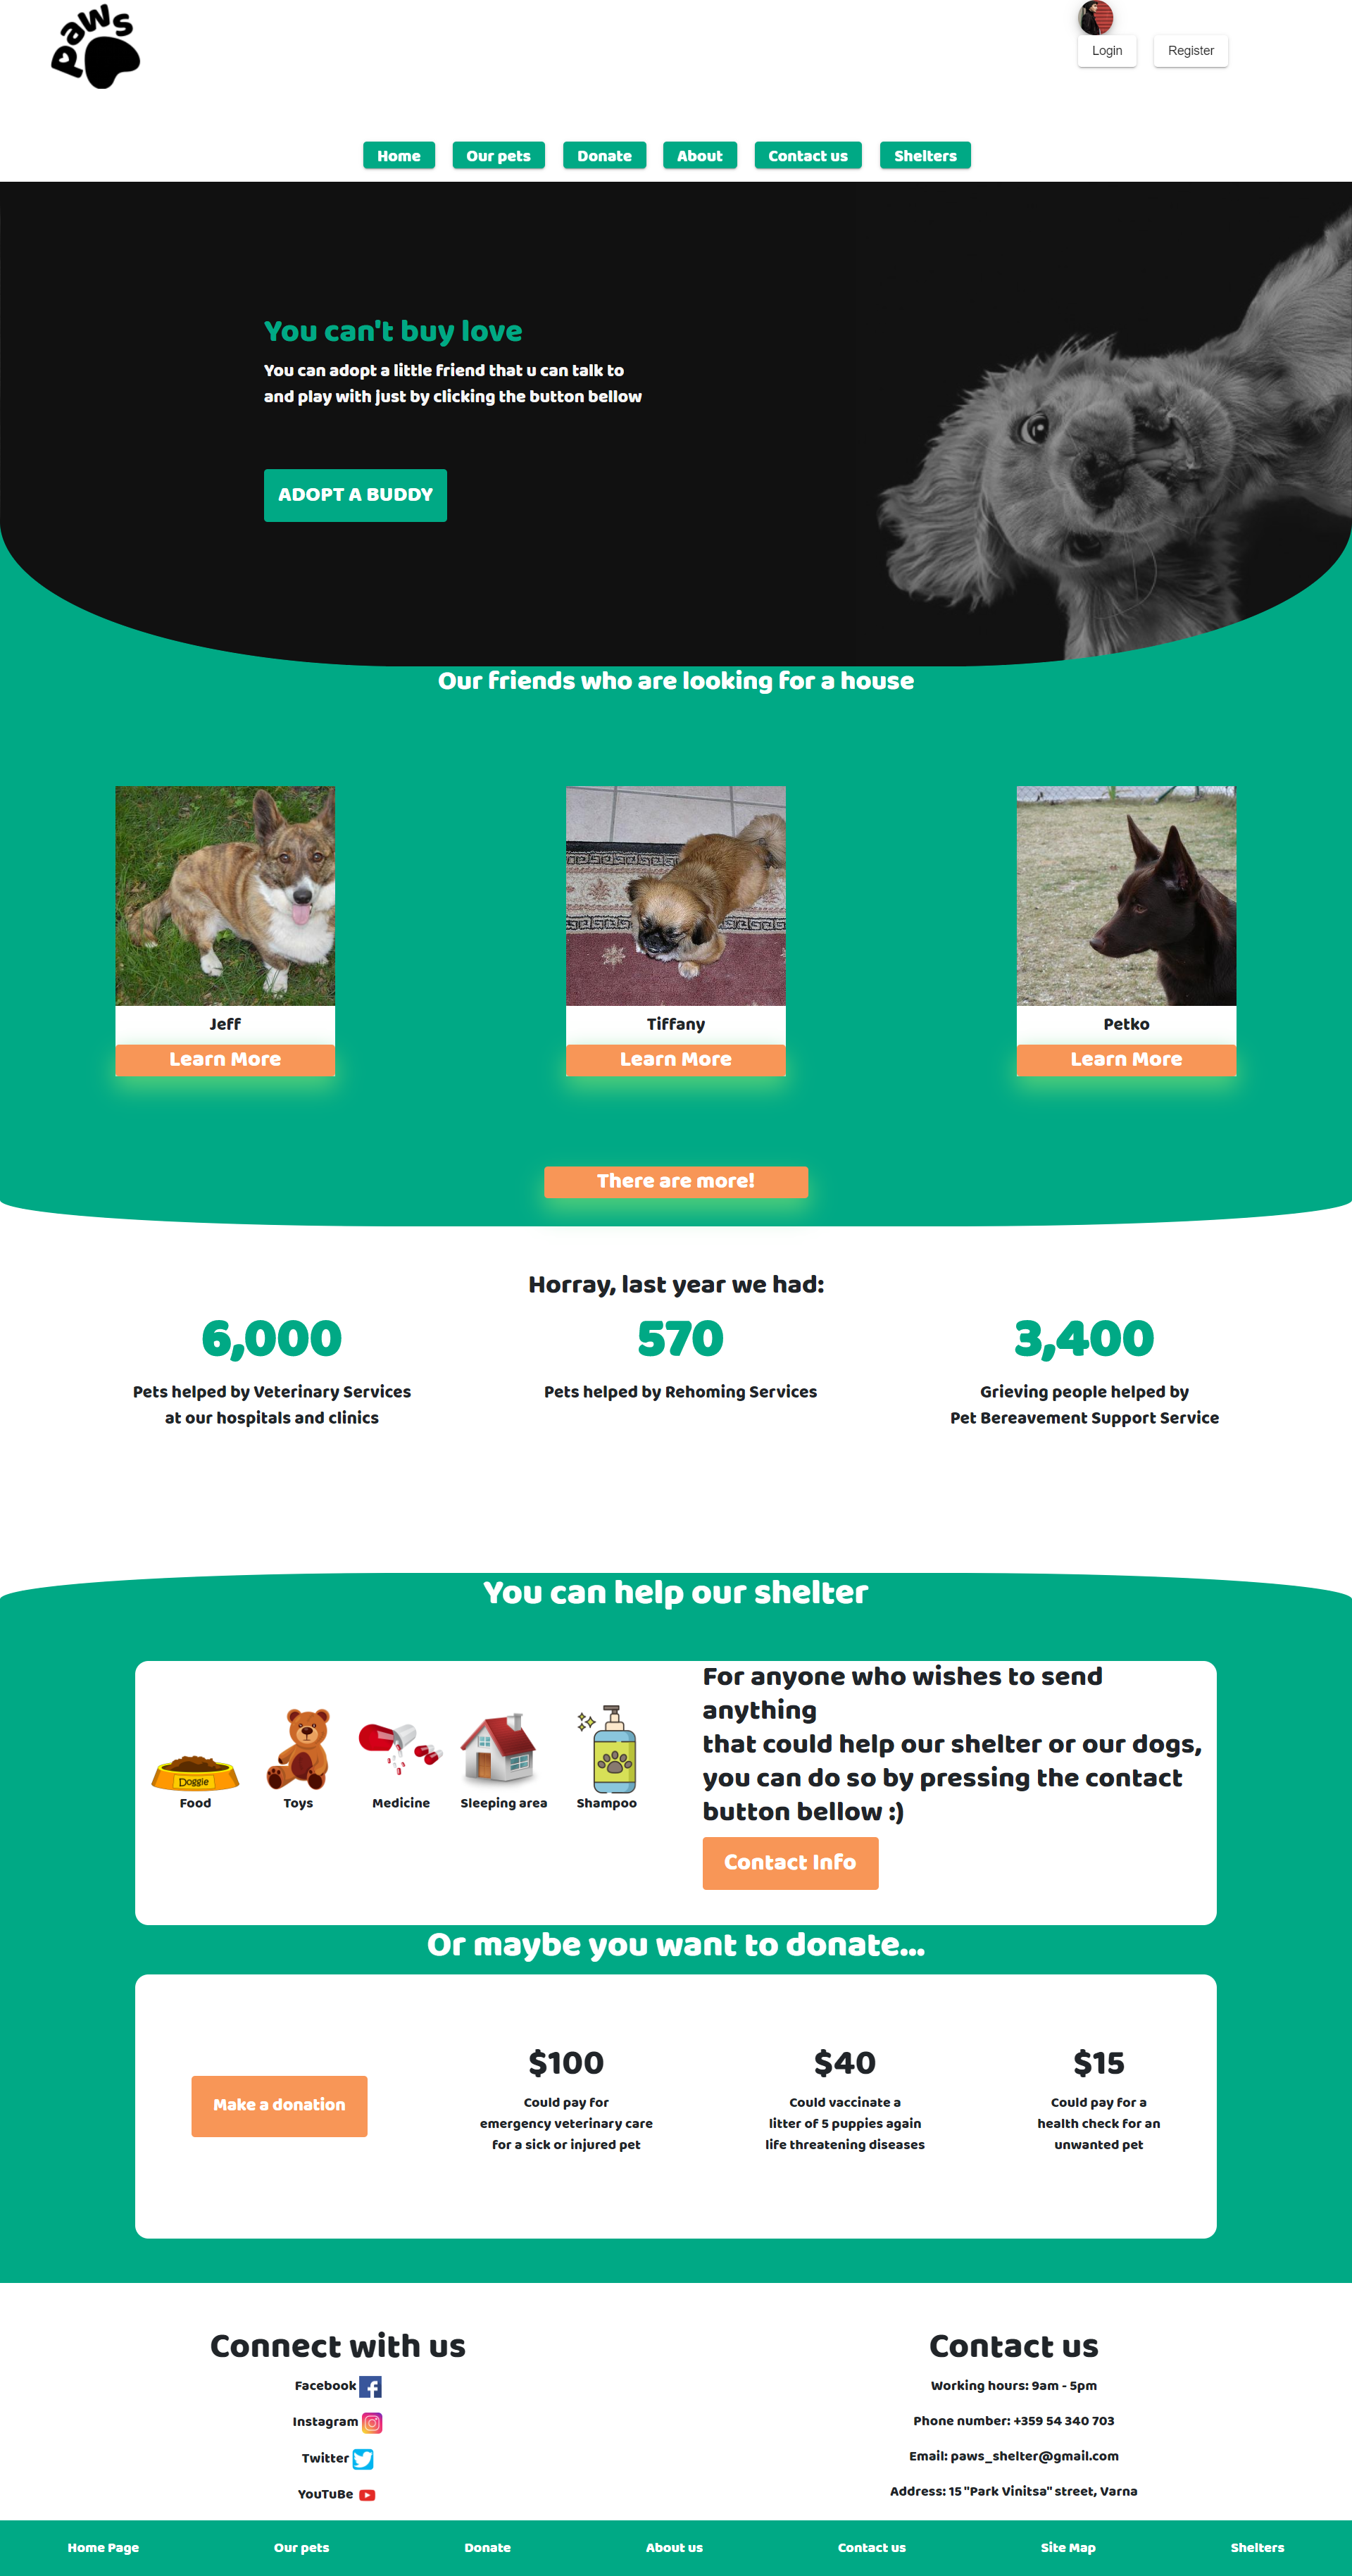 paws
Login
Register
Home
Our pets
Donate
About
Contact us
Shelters
You can't buy love
You can adopt a little friend that u can talk to
and play with just by clicking the button bellow
ADOPT A BUDDY
Our friends who are looking for a house
Jeff
Learn More
Tiffany
Learn More
Petko
Learn More
There are more!
Horray, last year we had:
6,000
Pets helped by Veterinary Services
at our hospitals and clinics
570
Pets helped by Rehoming Services
3,400
Grieving people helped by
Pet Bereavement Support Service
You can help our shelter
Doggie
Food
Toys
Medicine
Sleeping area
Shampoo
For anyone who wishes to send
anything
that could help our shelter or our dogs,
you can do so by pressing the contact
button bellow :)
Contact Info
Or maybe you want to donate...
Make a donation
$100
Could pay for
emergency veterinary care
for a sick or injured pet
$40
Could vaccinate a
litter of 5 puppies again
life threatening diseases
$15
Could pay for a
health check for an
unwanted pet
Connect with us
Facebook
Instagram
Twitter
YouTuBe
Contact us
Working hours: 9am - 5pm
Phone number: +359 54 340 703
Email: paws_shelter@gmail.com
Address: 15 "Park Vinitsa" street, Varna
Home Page
Our pets
Donate
About us
Contact us
Site Map
Shelters